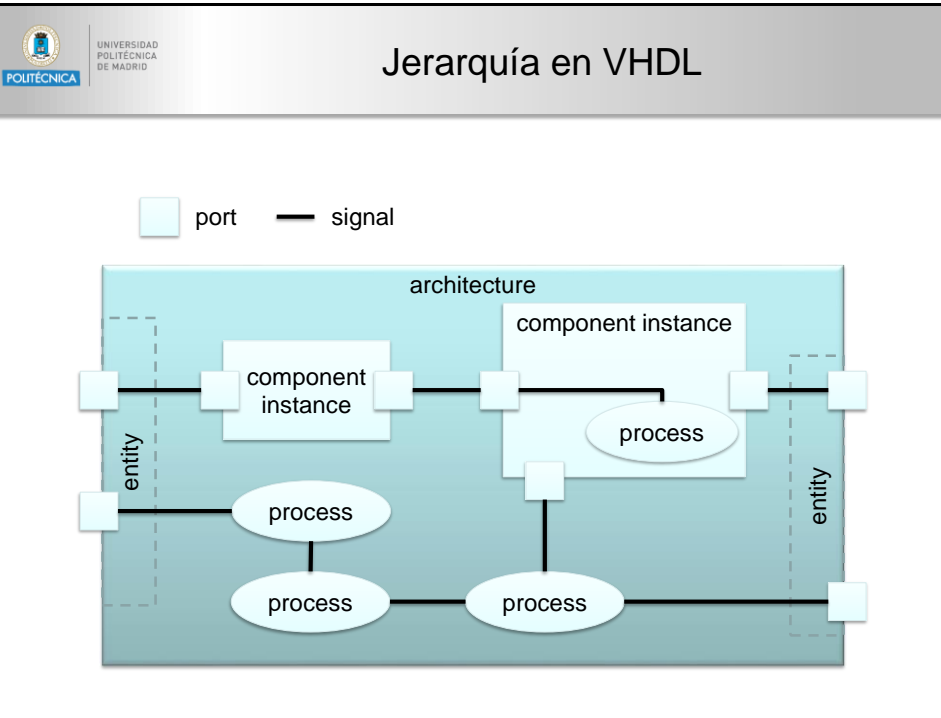 POLITÉCNICA
UNIVERSIDAD
POLITÉCNICA
DE MADRID
Jerarquía en VHDL
port
signal
architecture
component instance
component
instance
process
entity
entity
process
process
process